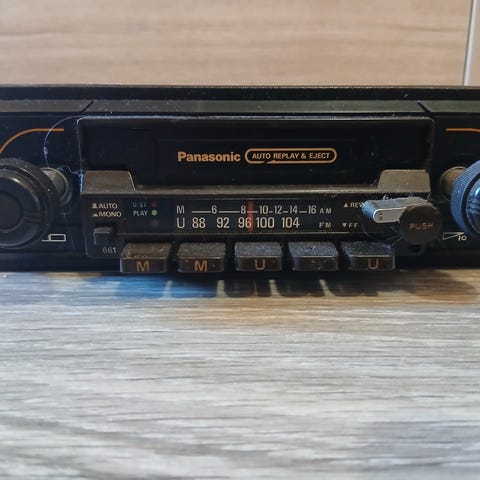 Panasonic AUTO REPLAY & EJECT
AUTO U-ST
MONO PLAY
M 6 8 10 12 14 16 AM
U 88 92 96 100 104 FM
▲ REW
▼ FF
PUSH
661
M M U U